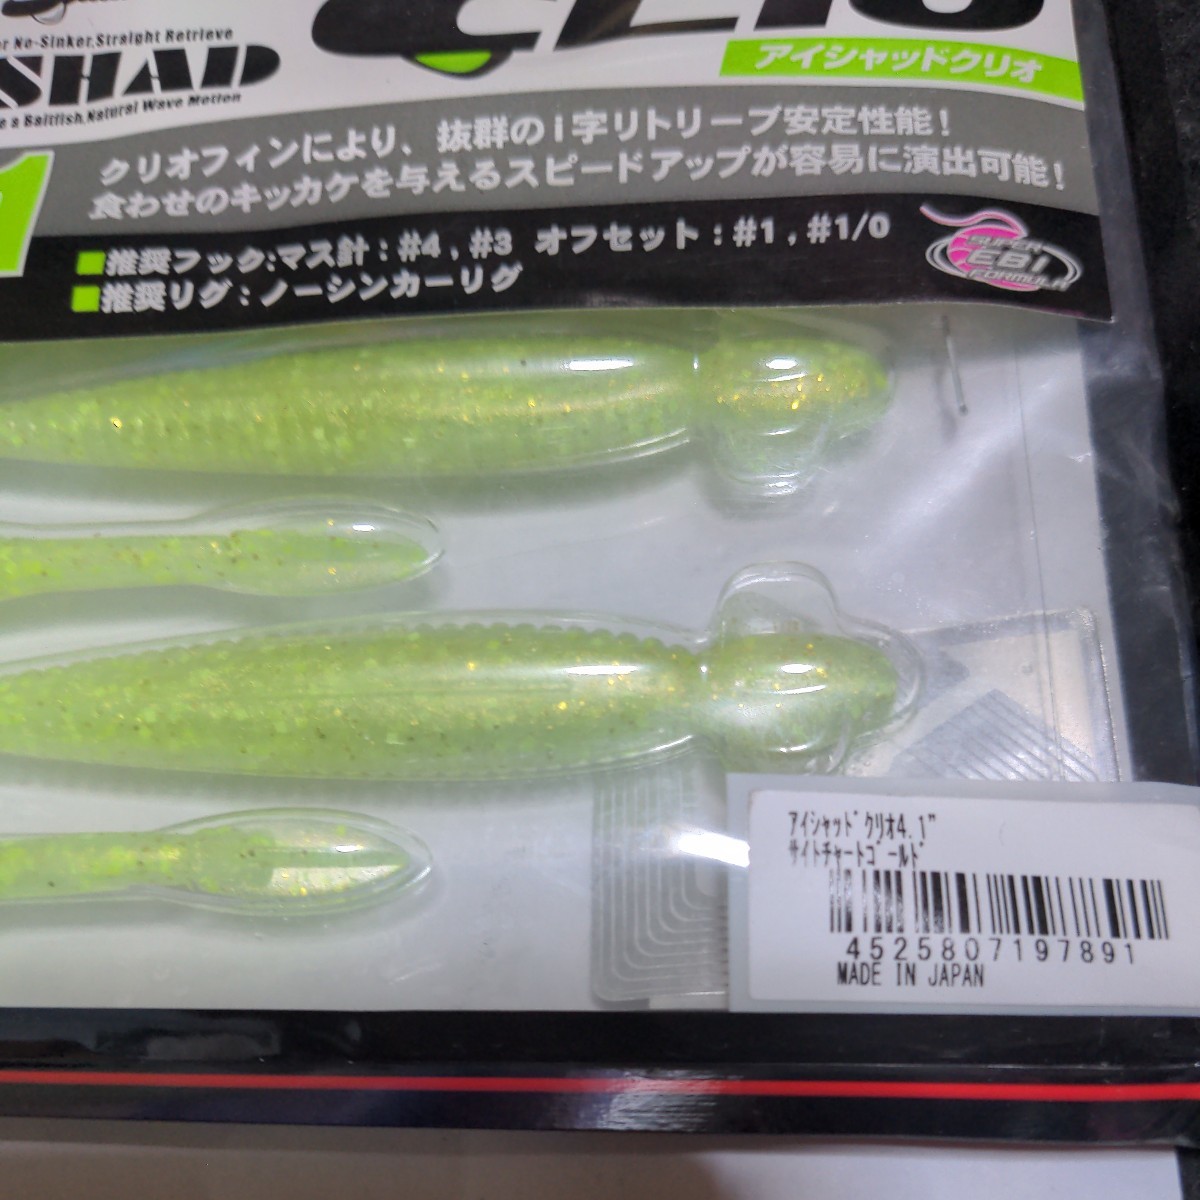 CLIO
アイシャッドクリオ
r No-Sinker,Straight Retrieve
SHAD
e a Baitfish,Natural Wave Motion
1
クリオフィンにより、抜群のI字リトリーブ安定性能!
食わせのキッカケを与えるスピードアップが容易に演出可能!
■推奨フック:マス針:#4,#3 オフセット:#1,#1/0
■推奨リグ:ノーシンカーリグ
SUPER
EBI
FORMULA
アイシャッドクリオ4.1"
サイトチャートゴールド
4525807197891
MADE IN JAPAN